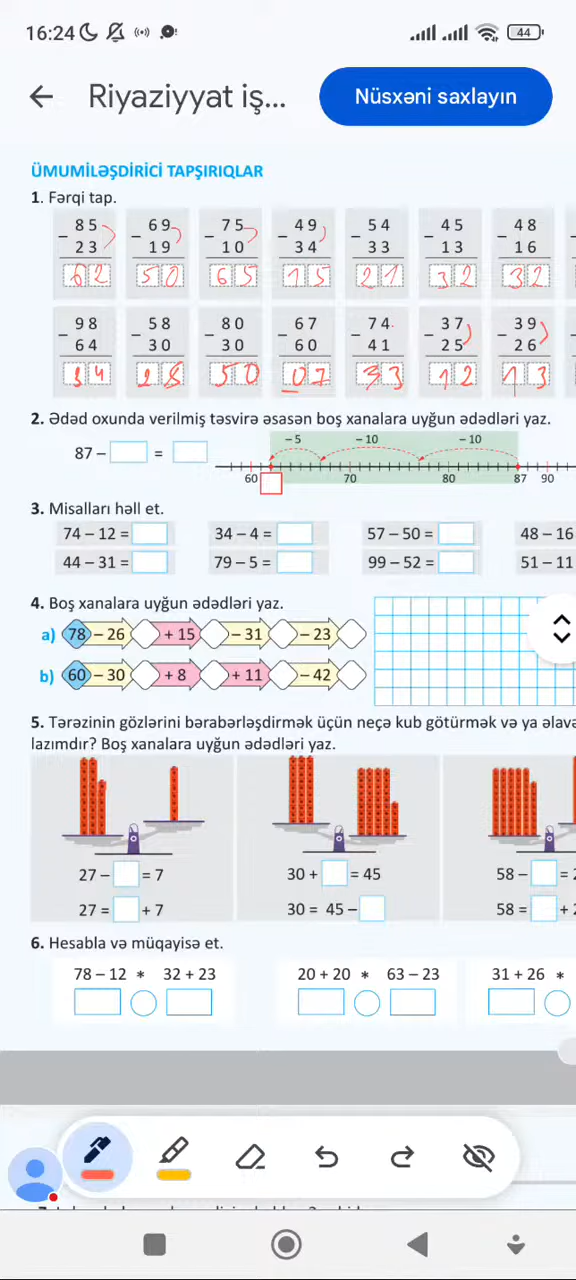 16:24 44
Riyaziyyat iş... Nüsxəni saxlayın
ÜMUMİLƏŞDİRİCİ TAPŞIRIQLAR
1. Fərqi tap.
85 69 75 49 54 45 48
– 23 – 19 – 10 – 34 – 33 – 13 – 16
62 50 65 15 21 32 32
98 58 80 67 74 37 39
– 64 – 30 – 30 – 60 – 41 – 25 – 26
34 28 50 07 33 12 13
2. Ədəd oxunda verilmiş təsvirə əsasən boş xanalara uyğun ədədləri yaz.
– 5 – 10 – 10
87 – =
60 70 80 87 90
3. Misalları həll et.
74 – 12 = 34 – 4 = 57 – 50 = 48 – 16
44 – 31 = 79 – 5 = 99 – 52 = 51 – 11
4. Boş xanalara uyğun ədədləri yaz.
a) 78 – 26 + 15 – 31 – 23
b) 60 – 30 + 8 + 11 – 42
5. Tərəzinin gözlərini bərabərləşdirmək üçün neçə kub götürmək və ya əlavə
lazımdır? Boş xanalara uyğun ədədləri yaz.
27 – = 7 30 + = 45 58 – =
27 = + 7 30 = 45 – 58 = +
6. Hesabla və müqayisə et.
78 – 12 * 32 + 23 20 + 20 * 63 – 23 31 + 26 *